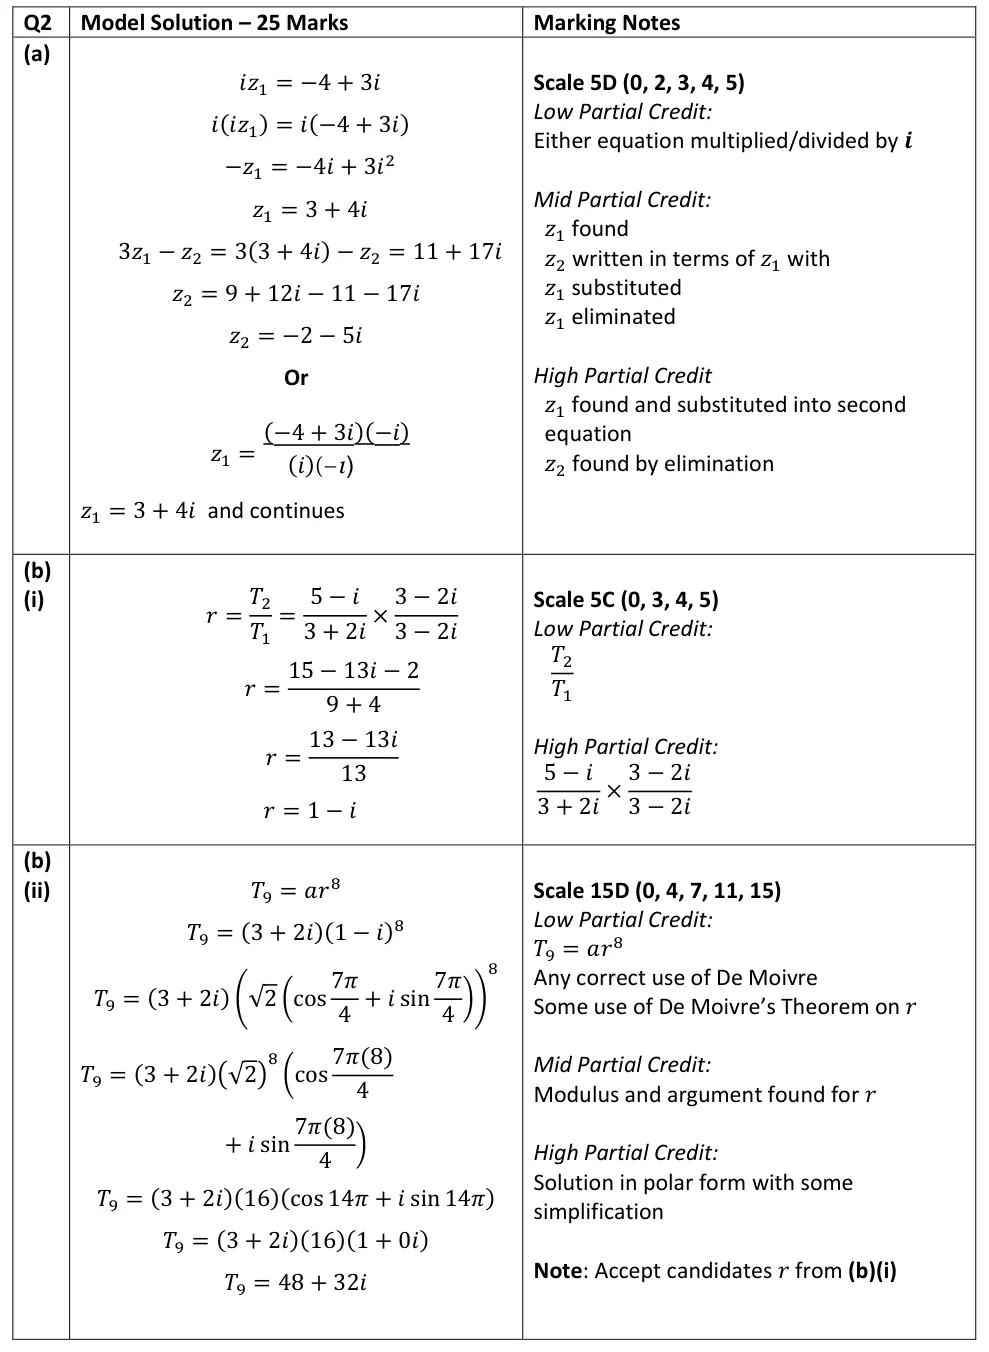 Q2 Model Solution – 25 Marks Marking Notes
(a)
iz₁ = −4 + 3i
i(iz₁) = i(−4 + 3i)
−z₁ = −4i + 3i²
z₁ = 3 + 4i
3z₁ − z₂ = 3(3 + 4i) − z₂ = 11 + 17i
z₂ = 9 + 12i − 11 − 17i
z₂ = −2 − 5i
Or
z₁ = (−4 + 3i)(−i) / (i)(−ı)
z₁ = 3 + 4i and continues
Scale 5D (0, 2, 3, 4, 5)
Low Partial Credit:
Either equation multiplied/divided by i
Mid Partial Credit:
z₁ found
z₂ written in terms of z₁ with
z₁ substituted
z₁ eliminated
High Partial Credit
z₁ found and substituted into second
equation
z₂ found by elimination
(b)
(i)
r = T₂/T₁ = (5 − i)/(3 + 2i) × (3 − 2i)/(3 − 2i)
r = (15 − 13i − 2)/(9 + 4)
r = (13 − 13i)/13
r = 1 − i
Scale 5C (0, 3, 4, 5)
Low Partial Credit:
T₂/T₁
High Partial Credit:
(5 − i)/(3 + 2i) × (3 − 2i)/(3 − 2i)
(b)
(ii)
T₉ = ar⁸
T₉ = (3 + 2i)(1 − i)⁸
T₉ = (3 + 2i)(√2(cos 7π/4 + i sin 7π/4))⁸
T₉ = (3 + 2i)(√2)⁸(cos 7π(8)/4
+ i sin 7π(8)/4)
T₉ = (3 + 2i)(16)(cos 14π + i sin 14π)
T₉ = (3 + 2i)(16)(1 + 0i)
T₉ = 48 + 32i
Scale 15D (0, 4, 7, 11, 15)
Low Partial Credit:
T₉ = ar⁸
Any correct use of De Moivre
Some use of De Moivre’s Theorem on r
Mid Partial Credit:
Modulus and argument found for r
High Partial Credit:
Solution in polar form with some
simplification
Note: Accept candidates r from (b)(i)